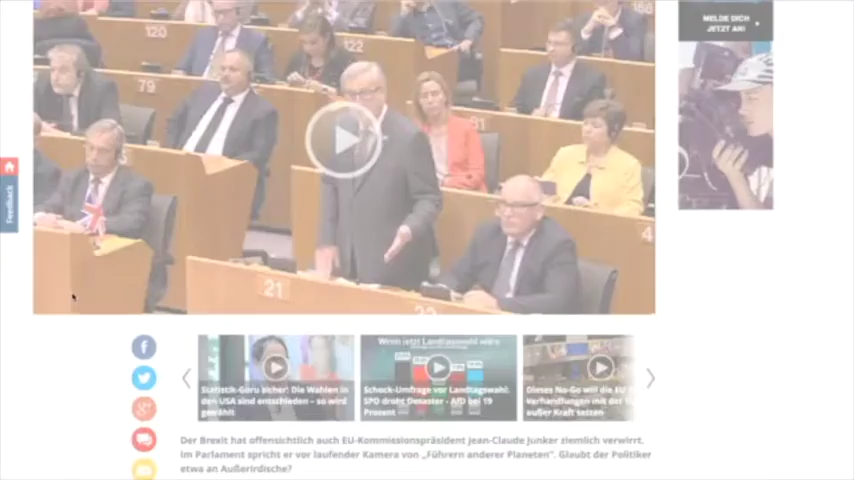 MELDE DICH
JETZT AN!
120
122
79
21
Feedback
Statistik-Guru sicher: Die Wahlen in
den USA sind entschieden – so wird
gewählt
Wenn jetzt Landtagswahl wäre
Schock-Umfrage vor Landtagswahl:
SPD droht Desaster - AfD bei 19
Prozent
Dieses No-Go will die EU
Verhandlungen mit der
außer Kraft setzen
Der Brexit hat offensichtlich auch EU-Kommissionspräsident Jean-Claude Junker ziemlich verwirrt.
Im Parlament spricht er vor laufender Kamera von „Führern anderer Planeten“. Glaubt der Politiker
etwa an Außerirdische?